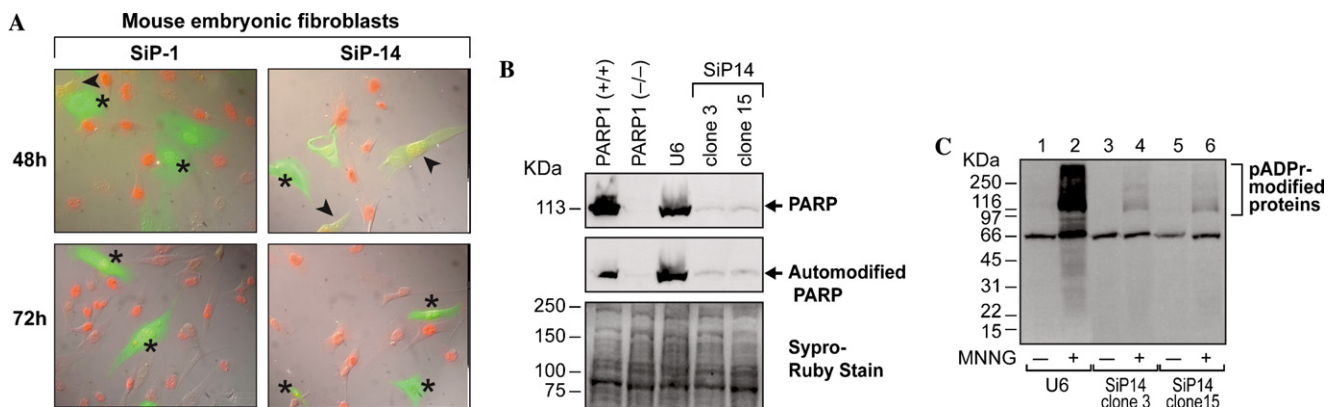 A
Mouse embryonic fibroblasts
SiP-1
SiP-14
48h
72h
*
*
*
*
*
*
*
*
B
PARP1 (+/+)
PARP1 (–/–)
U6
SiP14
clone 3
clone 15
KDa
113
PARP
Automodified
PARP
250
150
100
75
Sypro-
Ruby Stain
C
1 2 3 4 5 6
KDa
250
116
97
66
45
31
22
15
pADPr-
modified
proteins
MNNG — + — + — +
U6
SiP14
clone 3
SiP14
clone15